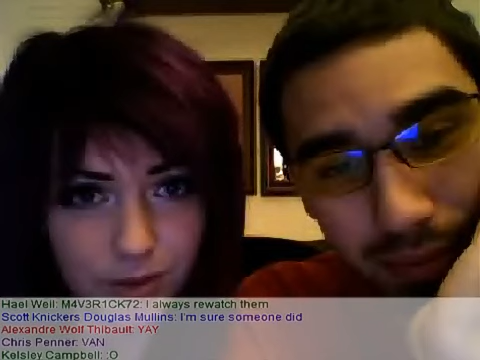 Hael Well: M4V3R1CK72: I always rewatch them
Scott Knickers Douglas Mullins: I'm sure someone did
Alexandre Wolf Thibault: YAY
Chris Penner: VAN
Kelsley Campbell: :O